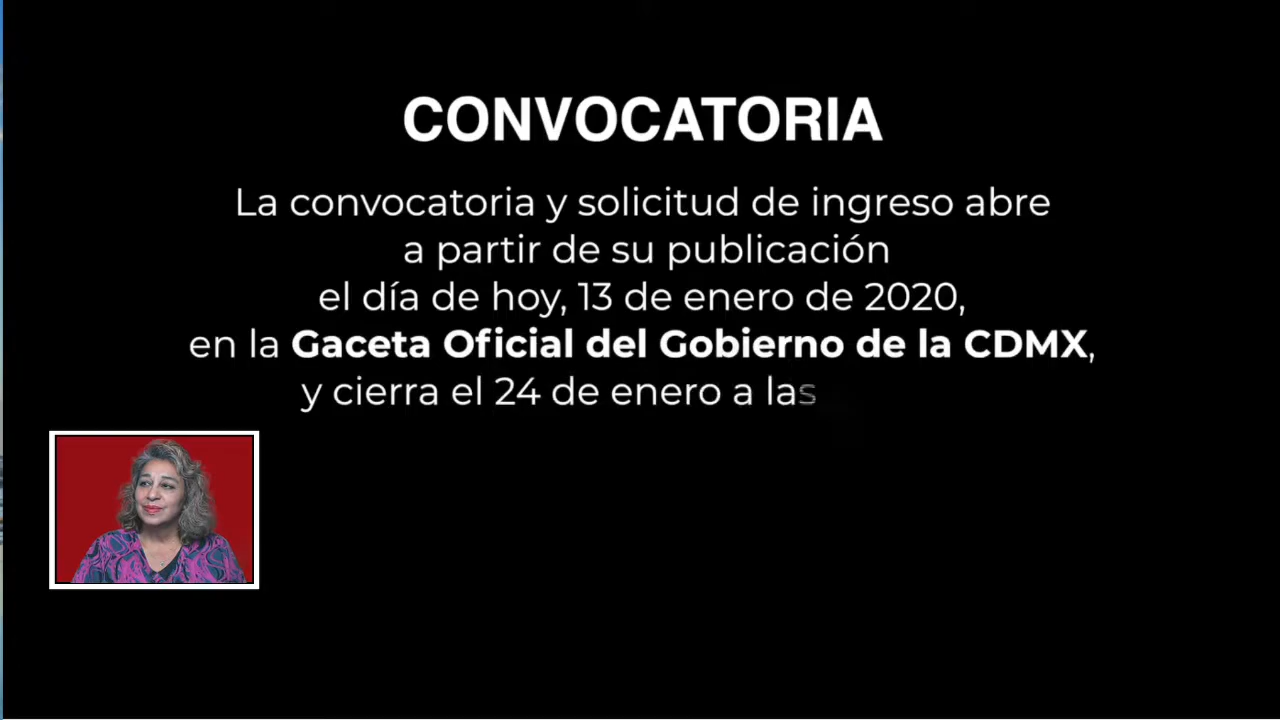 CONVOCATORIA
La convocatoria y solicitud de ingreso abre
a partir de su publicación
el día de hoy, 13 de enero de 2020,
en la Gaceta Oficial del Gobierno de la CDMX,
y cierra el 24 de enero a las